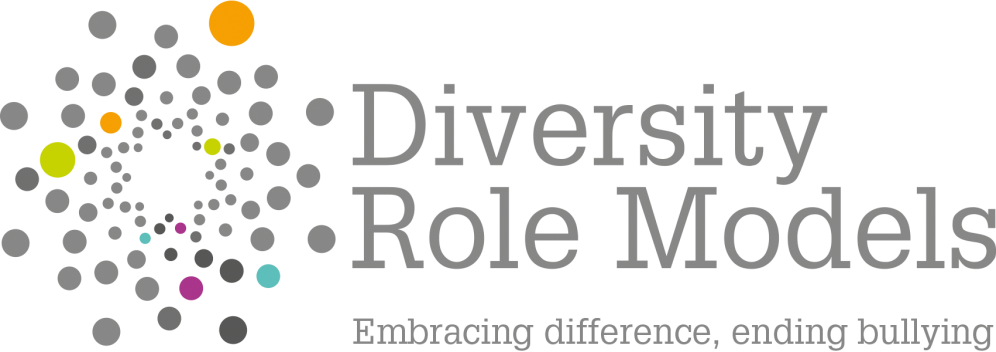 Diversity
Role Models
Embracing difference, ending bullying